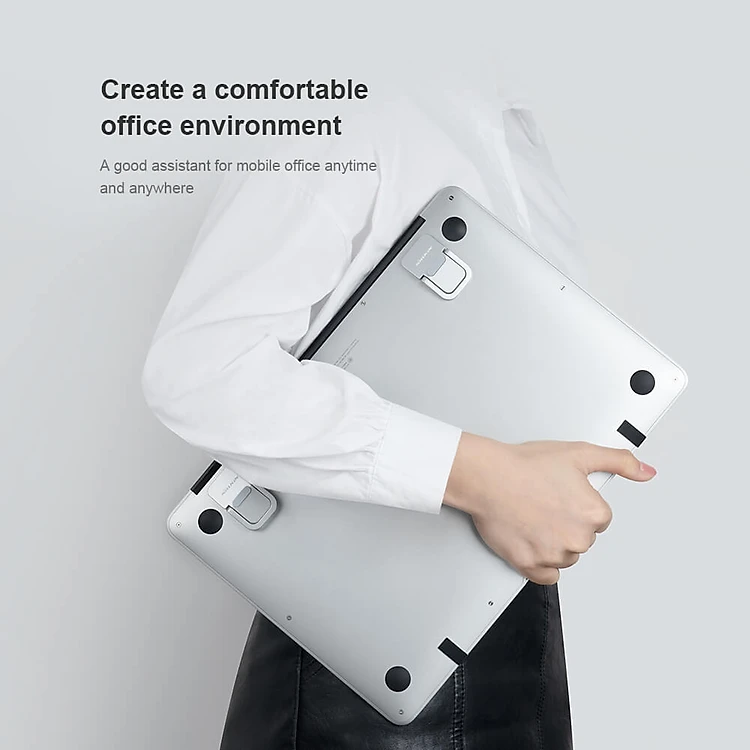 Create a comfortable
office environment
A good assistant for mobile office anytime
and anywhere